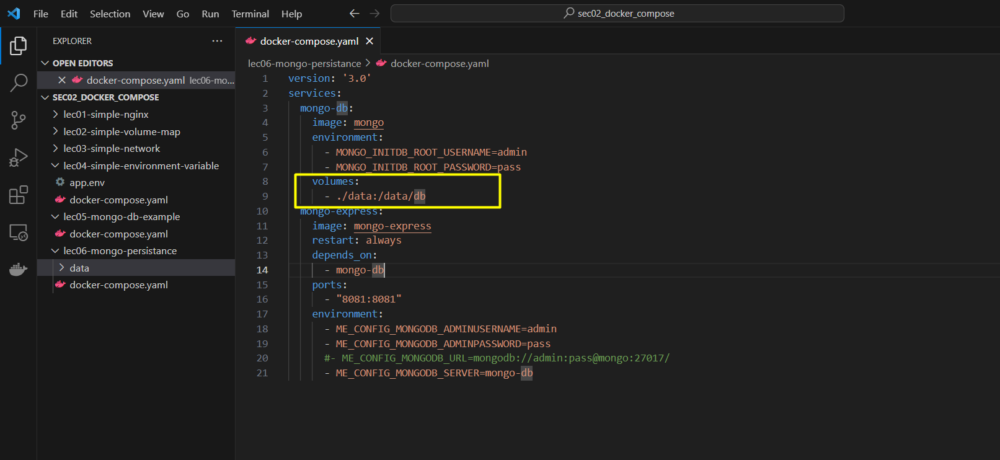 File Edit Selection View Go Run Terminal Help
sec02_docker_compose
EXPLORER
OPEN EDITORS
docker-compose.yaml lec06-mo...
SEC02_DOCKER_COMPOSE
lec01-simple-nginx
lec02-simple-volume-map
lec03-simple-network
lec04-simple-environment-variable
app.env
docker-compose.yaml
lec05-mongo-db-example
docker-compose.yaml
lec06-mongo-persistance
data
docker-compose.yaml
docker-compose.yaml
lec06-mongo-persistance > docker-compose.yaml
1 version: '3.0'
2 services:
3 mongo-db:
4 image: mongo
5 environment:
6 - MONGO_INITDB_ROOT_USERNAME=admin
7 - MONGO_INITDB_ROOT_PASSWORD=pass
8 volumes:
9 - ./data:/data/db
10 mongo-express:
11 image: mongo-express
12 restart: always
13 depends_on:
14 - mongo-db
15 ports:
16 - "8081:8081"
17 environment:
18 - ME_CONFIG_MONGODB_ADMINUSERNAME=admin
19 - ME_CONFIG_MONGODB_ADMINPASSWORD=pass
20 #- ME_CONFIG_MONGODB_URL=mongodb://admin:pass@mongo:27017/
21 - ME_CONFIG_MONGODB_SERVER=mongo-db